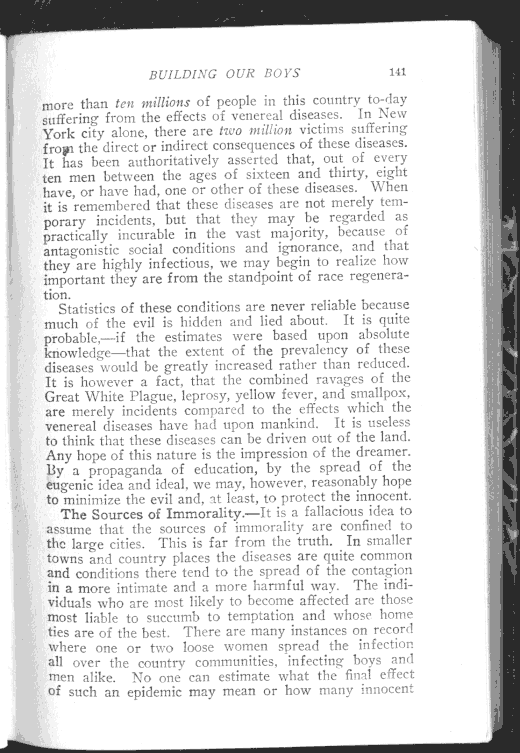 BUILDING OUR BOYS 141
more than ten millions of people in this country to-day
suffering from the effects of venereal diseases. In New
York city alone, there are two million victims suffering
from the direct or indirect consequences of these diseases.
It has been authoritatively asserted that, out of every
ten men between the ages of sixteen and thirty, eight
have, or have had, one or other of these diseases. When
it is remembered that these diseases are not merely tem-
porary incidents, but that they may be regarded as
practically incurable in the vast majority, because of
antagonistic social conditions and ignorance, and that
they are highly infectious, we may begin to realize how
important they are from the standpoint of race regenera-
tion.
Statistics of these conditions are never reliable because
much of the evil is hidden and lied about. It is quite
probable,—if the estimates were based upon absolute
knowledge—that the extent of the prevalency of these
diseases would be greatly increased rather than reduced.
It is however a fact, that the combined ravages of the
Great White Plague, leprosy, yellow fever, and smallpox,
are merely incidents compared to the effects which the
venereal diseases have had upon mankind. It is useless
to think that these diseases can be driven out of the land.
Any hope of this nature is the impression of the dreamer.
By a propaganda of education, by the spread of the
eugenic idea and ideal, we may, however, reasonably hope
to minimize the evil and, at least, to protect the innocent.
The Sources of Immorality.—It is a fallacious idea to
assume that the sources of immorality are confined to
the large cities. This is far from the truth. In smaller
towns and country places the diseases are quite common
and conditions there tend to the spread of the contagion
in a more intimate and a more harmful way. The indi-
viduals who are most likely to become affected are those
most liable to succumb to temptation and whose home
ties are of the best. There are many instances on record
where one or two loose women spread the infection
all over the country communities, infecting boys and
men alike. No one can estimate what the final effect
of such an epidemic may mean or how many innocent